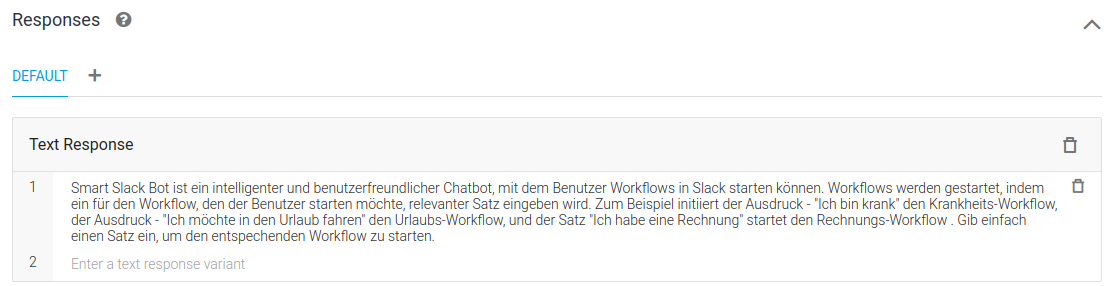 Responses ?
DEFAULT +
Text Response
1 Smart Slack Bot ist ein intelligenter und benutzerfreundlicher Chatbot, mit dem Benutzer Workflows in Slack starten können. Workflows werden gestartet, indem
ein für den Workflow, den der Benutzer starten möchte, relevanter Satz eingeben wird. Zum Beispiel initiiert der Ausdruck - "Ich bin krank" den Krankheits-Workflow,
der Ausdruck - "Ich möchte in den Urlaub fahren" den Urlaubs-Workflow, und der Satz "Ich habe eine Rechnung" startet den Rechnungs-Workflow . Gib einfach
einen Satz ein, um den entspechenden Workflow zu starten.
2 Enter a text response variant